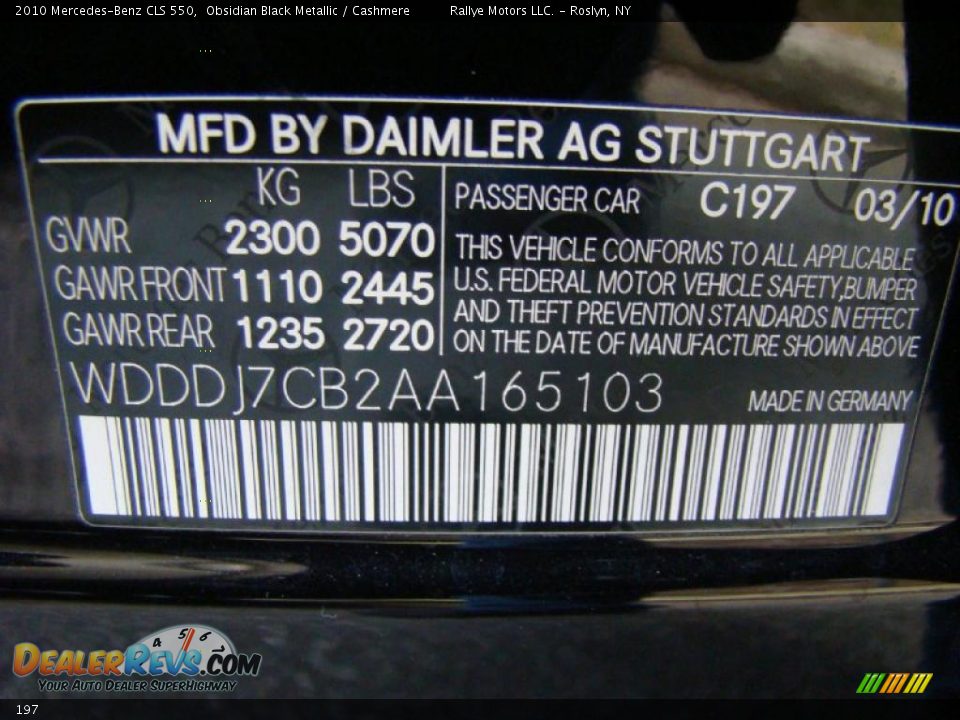 2010 Mercedes-Benz CLS 550, Obsidian Black Metallic / Cashmere Rallye Motors LLC. - Roslyn, NY
MFD BY DAIMLER AG STUTTGART
KG LBS
GVWR 2300 5070
GAWR FRONT 1110 2445
GAWR REAR 1235 2720
PASSENGER CAR C197 03/10
THIS VEHICLE CONFORMS TO ALL APPLICABLE
U.S. FEDERAL MOTOR VEHICLE SAFETY, BUMPER
AND THEFT PREVENTION STANDARDS IN EFFECT
ON THE DATE OF MANUFACTURE SHOWN ABOVE
WDDDJ7CB2AA165103
MADE IN GERMANY
4 5 6
DEALERREVS.COM
YOUR AUTO DEALER SUPERHIGHWAY
197